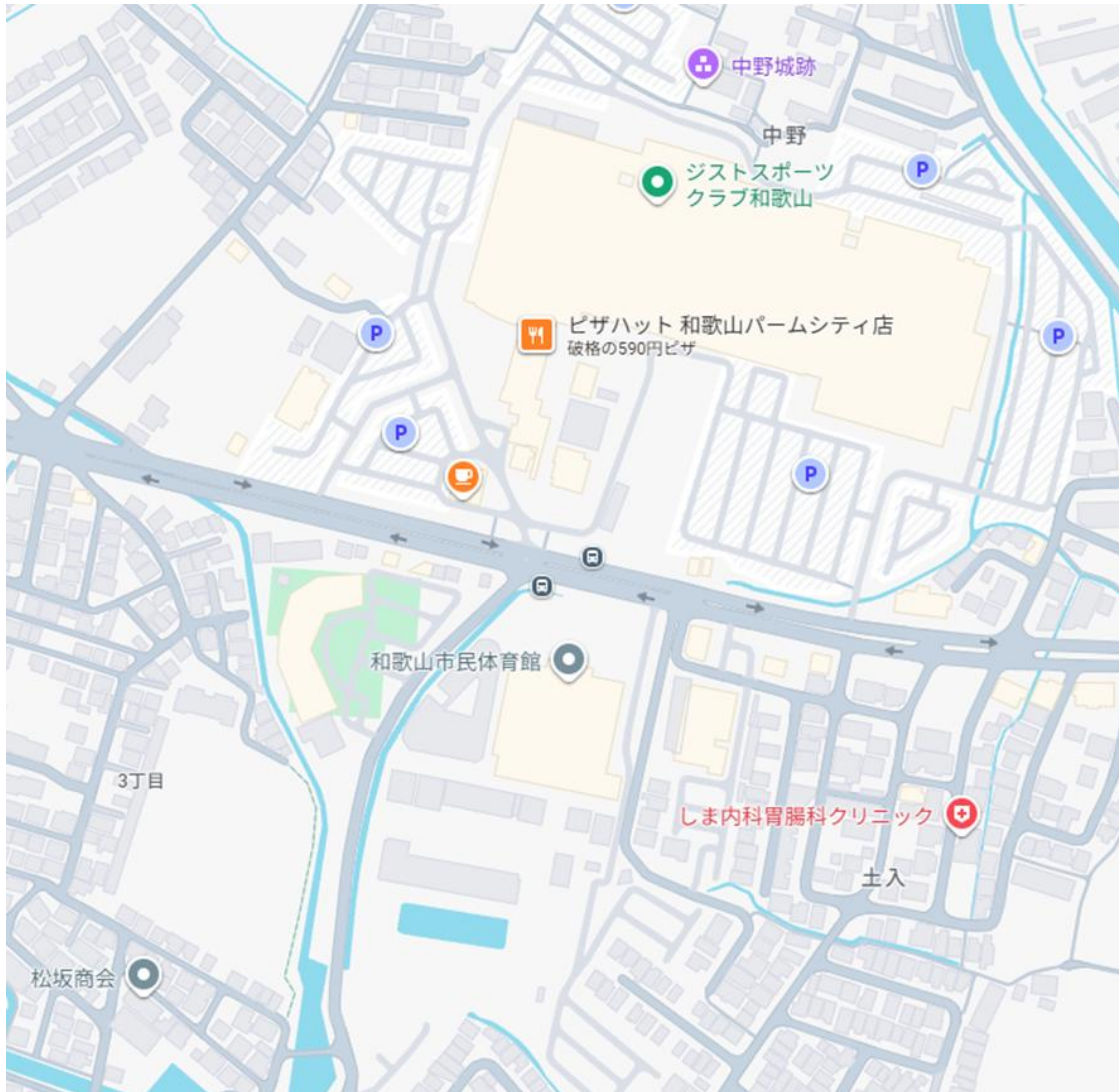 中野城跡
中野
P
ジストスポーツ
クラブ和歌山
P
P
ピザハット 和歌山パームシティ店
破格の590円ピザ
P
P
P
和歌山市民体育館
3丁目
しま内科胃腸科クリニック
土入
松坂商会